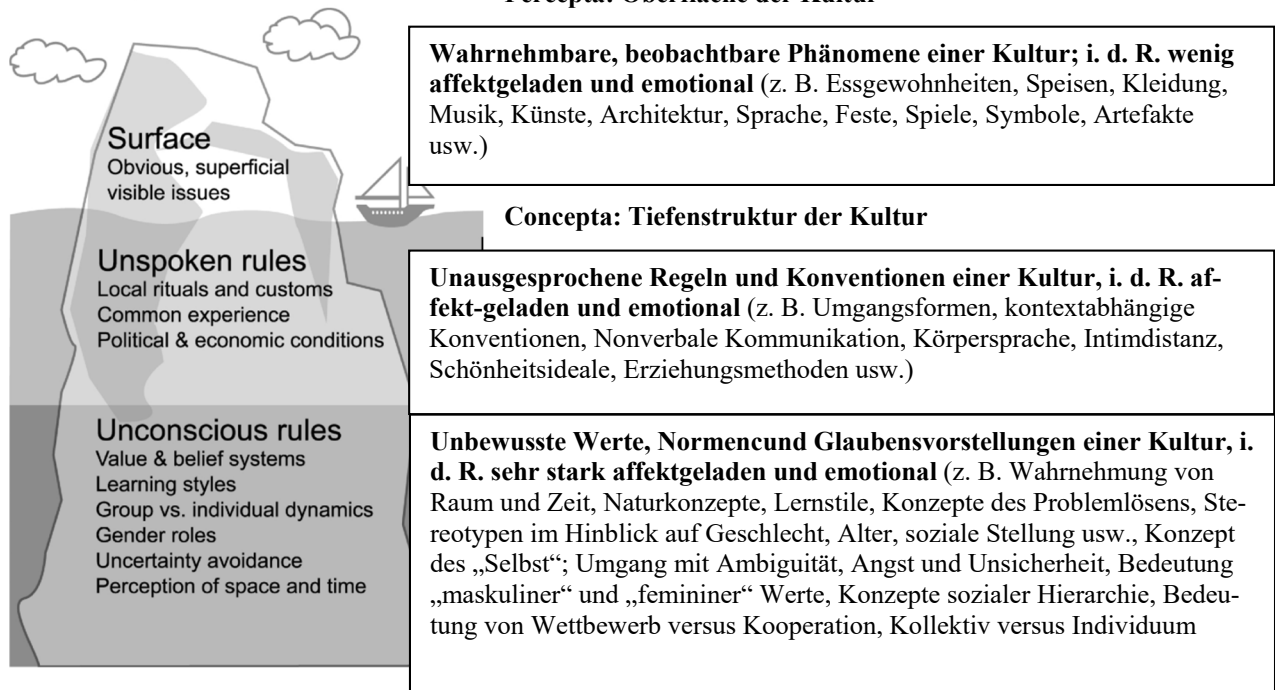 Percepta: Oberfläche der Kultur
Wahrnehmbare, beobachtbare Phänomene einer Kultur; i. d. R. wenig
affektgeladen und emotional (z. B. Essgewohnheiten, Speisen, Kleidung,
Musik, Künste, Architektur, Sprache, Feste, Spiele, Symbole, Artefakte
usw.)
Surface
Obvious, superficial
visible issues
Concepta: Tiefenstruktur der Kultur
Unspoken rules
Local rituals and customs
Common experience
Political & economic conditions
Unausgesprochene Regeln und Konventionen einer Kultur, i. d. R. af-
fekt-geladen und emotional (z. B. Umgangsformen, kontextabhängige
Konventionen, Nonverbale Kommunikation, Körpersprache, Intimdistanz,
Schönheitsideale, Erziehungsmethoden usw.)
Unconscious rules
Value & belief systems
Learning styles
Group vs. individual dynamics
Gender roles
Uncertainty avoidance
Perception of space and time
Unbewusste Werte, Normencund Glaubensvorstellungen einer Kultur, i.
d. R. sehr stark affektgeladen und emotional (z. B. Wahrnehmung von
Raum und Zeit, Naturkonzepte, Lernstile, Konzepte des Problemlösens, Ste-
reotypen im Hinblick auf Geschlecht, Alter, soziale Stellung usw., Konzept
des „Selbst“; Umgang mit Ambiguität, Angst und Unsicherheit, Bedeutung
„maskuliner“ und „femininer“ Werte, Konzepte sozialer Hierarchie, Bedeu-
tung von Wettbewerb versus Kooperation, Kollektiv versus Individuum